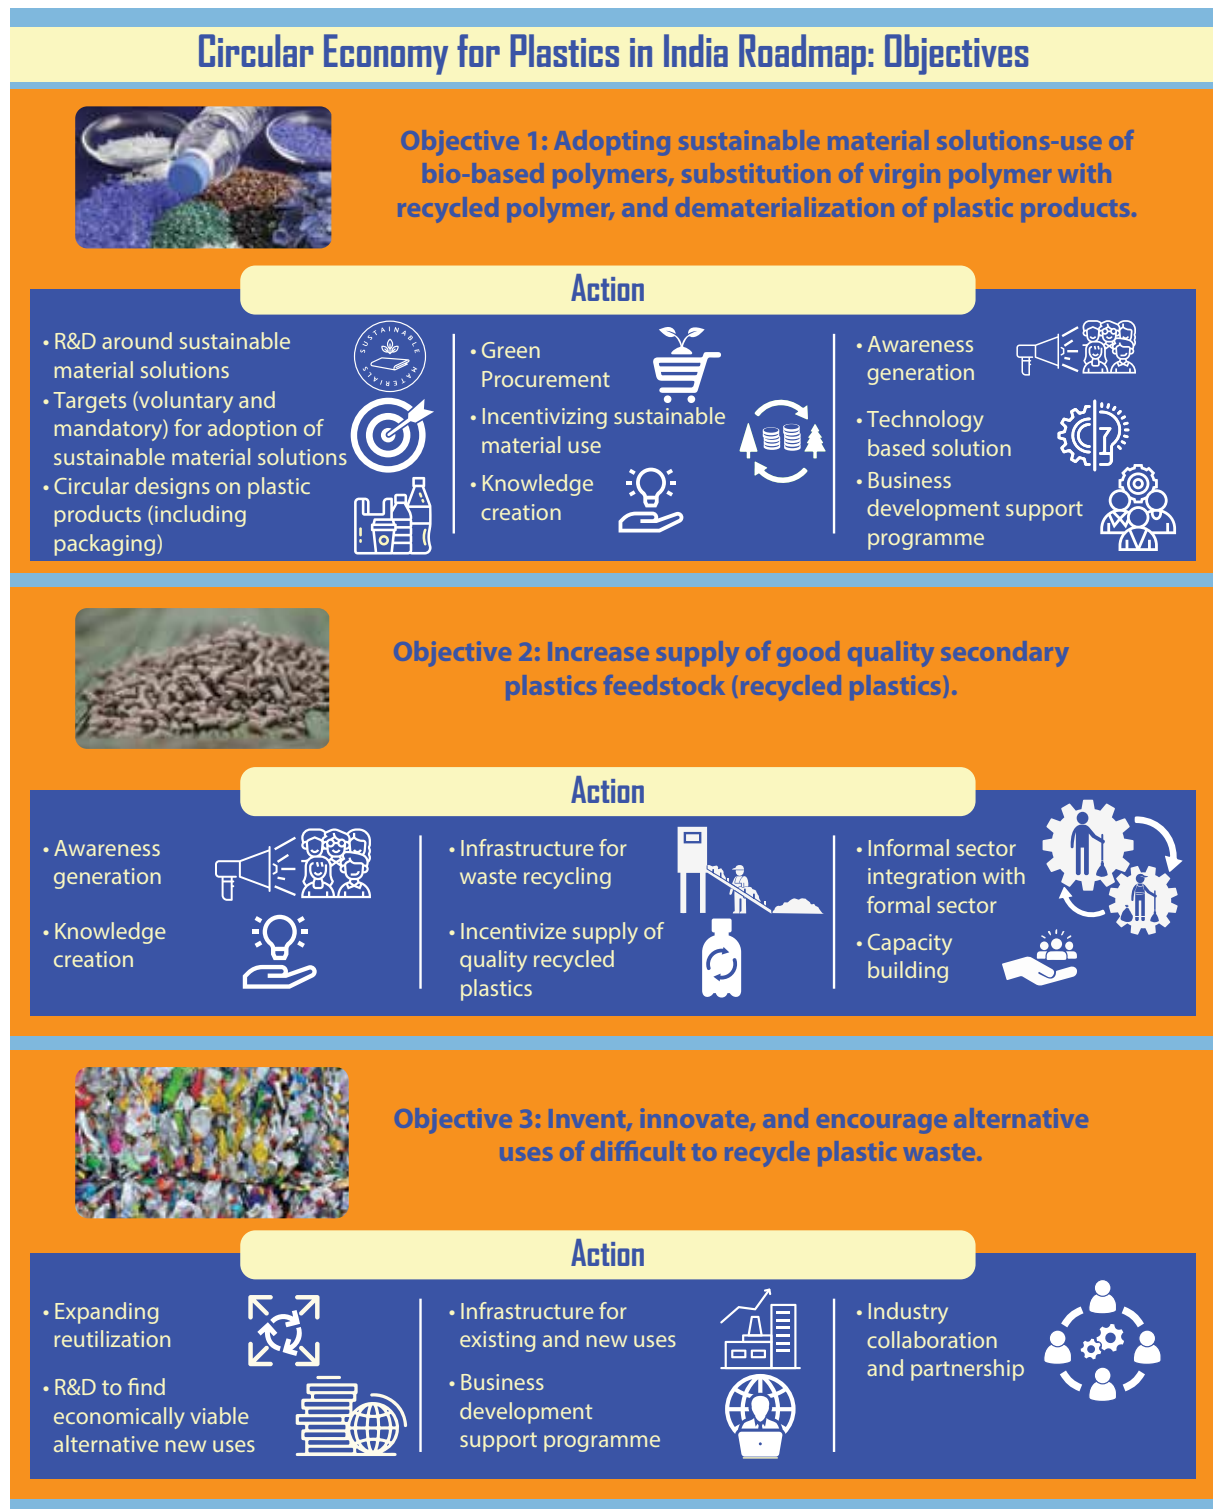 Circular Economy for Plastics in India Roadmap: Objectives
Objective 1: Adopting sustainable material solutions-use of
bio-based polymers, substitution of virgin polymer with
recycled polymer, and dematerialization of plastic products.
Action
• R&D around sustainable
material solutions
• Targets (voluntary and
mandatory) for adoption of
sustainable material solutions
• Circular designs on plastic
products (including
packaging)
SUSTAINABLE
MATERIALS
• Green
Procurement
• Incentivizing sustainable
material use
• Knowledge
creation
• Awareness
generation
• Technology
based solution
• Business
development support
programme
Objective 2: Increase supply of good quality secondary
plastics feedstock (recycled plastics).
Action
• Awareness
generation
• Knowledge
creation
• Infrastructure for
waste recycling
• Incentivize supply of
quality recycled
plastics
• Informal sector
integration with
formal sector
• Capacity
building
Objective 3: Invent, innovate, and encourage alternative
uses of difficult to recycle plastic waste.
Action
• Expanding
reutilization
• R&D to find
economically viable
alternative new uses
• Infrastructure for
existing and new uses
• Business
development
support programme
• Industry
collaboration
and partnership